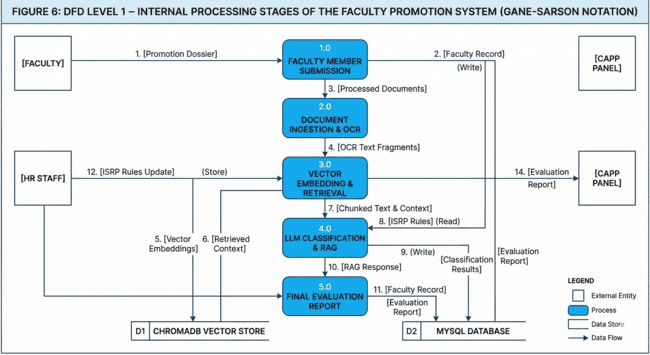 FIGURE 6: DFD LEVEL 1 – INTERNAL PROCESSING STAGES OF THE FACULTY PROMOTION SYSTEM (GANE-SARSON NOTATION)
[FACULTY]
1. [Promotion Dossier]
1.0
FACULTY MEMBER
SUBMISSION
2. [Faculty Record]
(Write)
[CAPP
PANEL]
3. [Processed Documents]
2.0
DOCUMENT
INGESTION & OCR
4. [OCR Text Fragments]
[HR STAFF]
12. [ISRP Rules Update]
(Store)
3.0
VECTOR
EMBEDDING &
RETRIEVAL
14. [Evaluation
Report]
[CAPP
PANEL]
7. [Chunked Text & Context]
8. [ISRP Rules] (Read)
5. [Vector
Embeddings]
6. [Retrieved
Context]
4.0
LLM CLASSIFICATION
& RAG
9. (Write)
[Classification
Results]
[Evaluation
Report]
10. [RAG Response]
5.0
FINAL EVALUATION
REPORT
11. [Faculty Record]
[Evaluation
Report]
D1
CHROMADB VECTOR STORE
D2
MYSQL DATABASE
LEGEND
External Entity
Process
Data Store
Data Flow